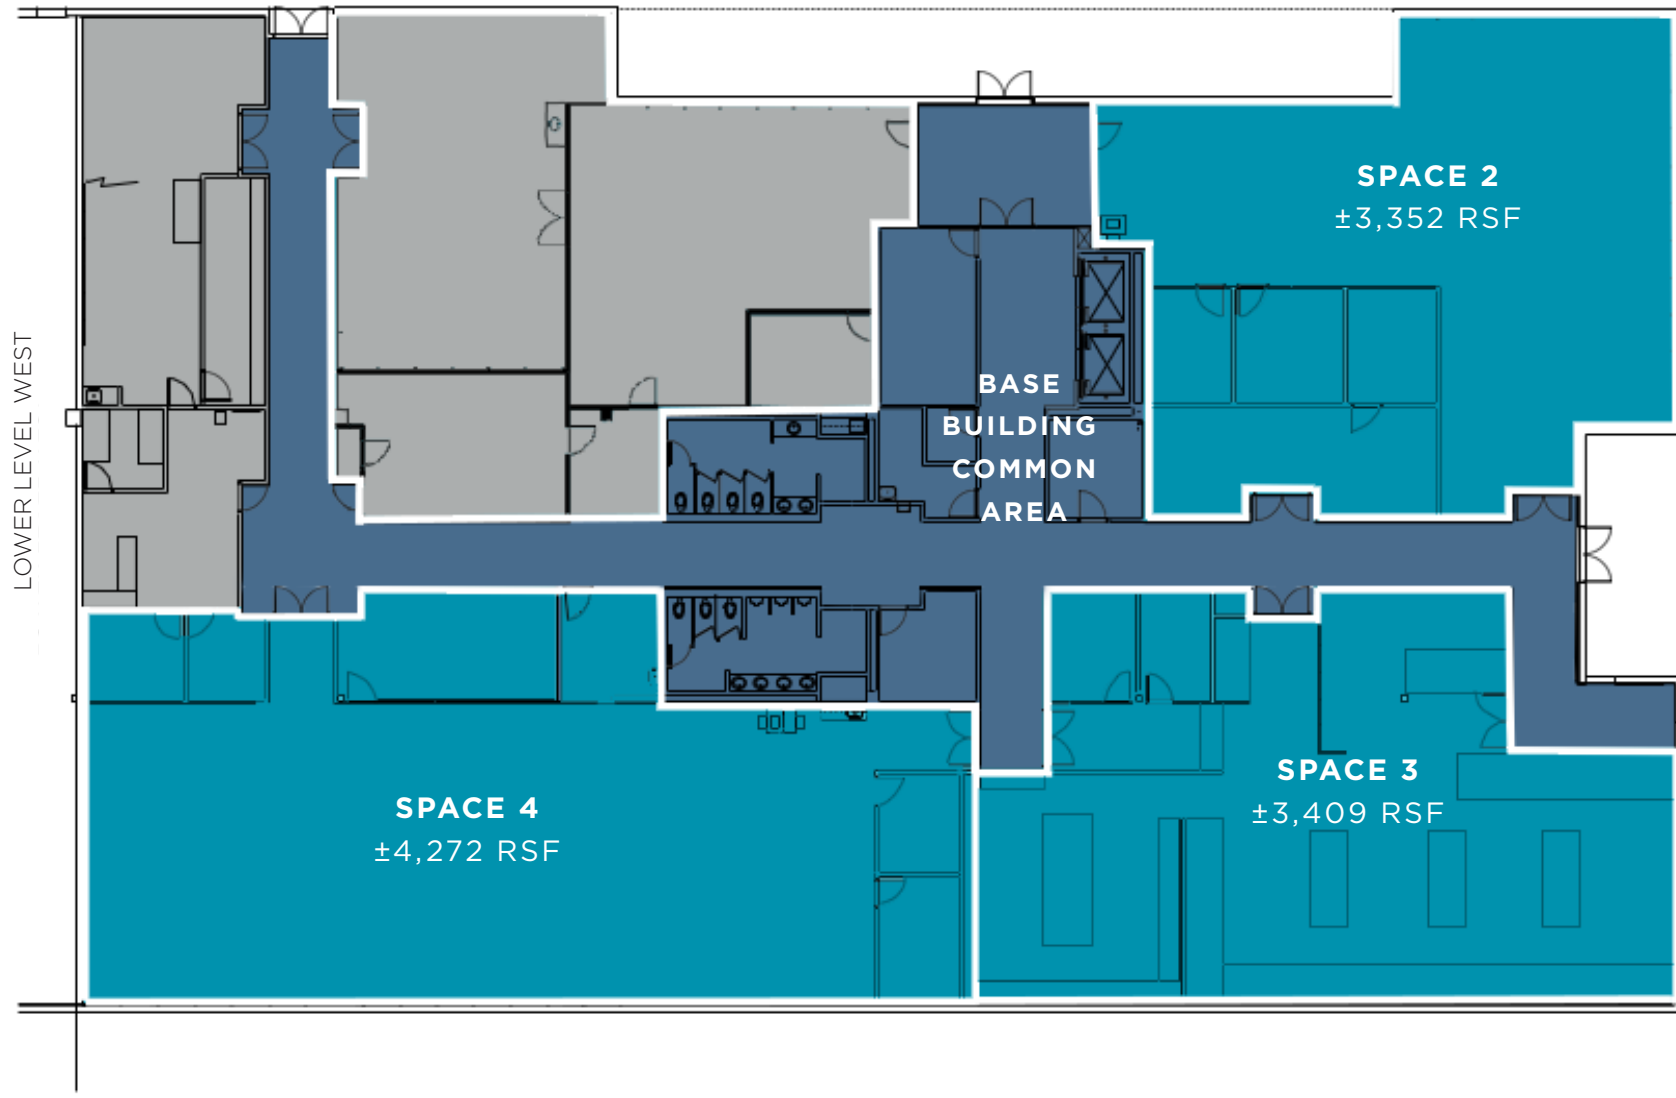 LOWER LEVEL WEST
SPACE 2
±3,352 RSF
BASE
BUILDING
COMMON
AREA
SPACE 4
±4,272 RSF
SPACE 3
±3,409 RSF